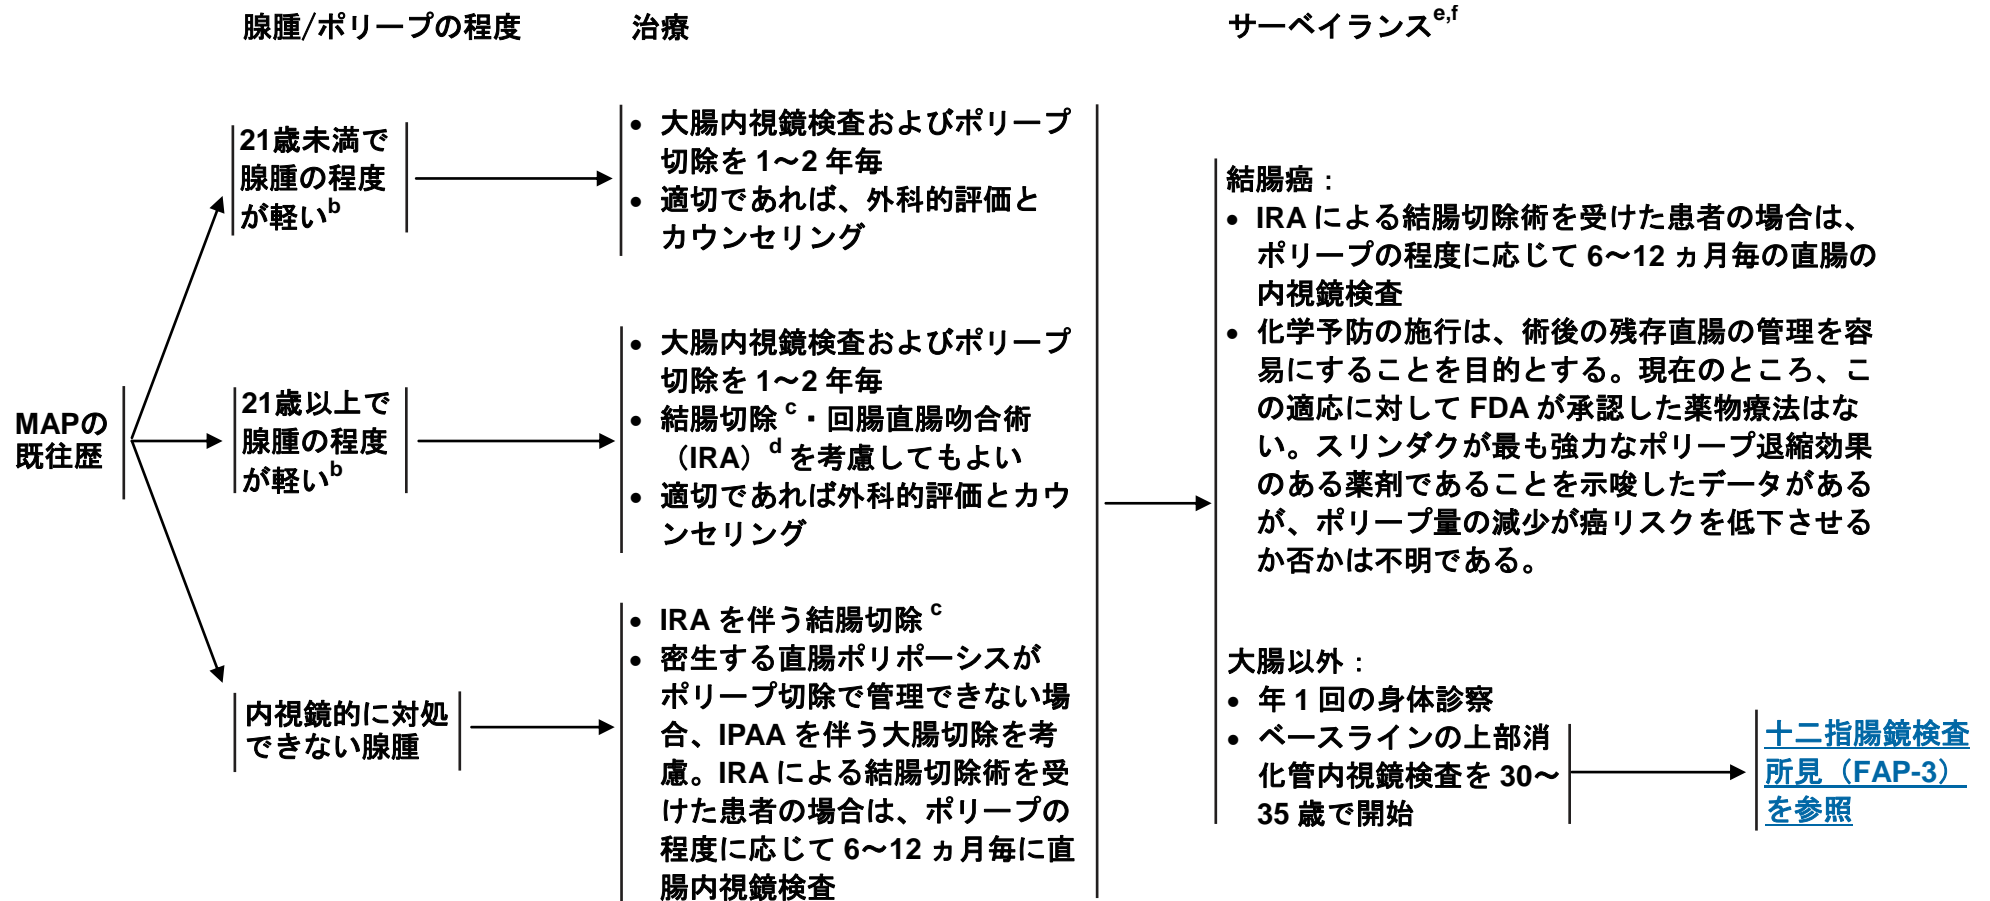 腺腫/ポリープの程度
治療
サーベイランスe,f
MAPの
既往歴
21歳未満で
腺腫の程度
が軽いb
• 大腸内視鏡検査およびポリープ
切除を 1～2 年毎
• 適切であれば、外科的評価と
カウンセリング
21歳以上で
腺腫の程度
が軽いb
• 大腸内視鏡検査およびポリープ
切除を 1～2 年毎
• 結腸切除 c・回腸直腸吻合術
（IRA）d を考慮してもよい
• 適切であれば外科的評価とカウ
ンセリング
内視鏡的に対処
できない腺腫
• IRA を伴う結腸切除 c
• 密生する直腸ポリポーシスが
ポリープ切除で管理できない場
合、IPAA を伴う大腸切除を考
慮。IRA による結腸切除術を受
けた患者の場合は、ポリープの
程度に応じて 6～12 ヵ月毎に直
腸内視鏡検査
結腸癌：
• IRA による結腸切除術を受けた患者の場合は、
ポリープの程度に応じて 6～12 ヵ月毎の直腸の
内視鏡検査
• 化学予防の施行は、術後の残存直腸の管理を容
易にすることを目的とする。現在のところ、こ
の適応に対して FDA が承認した薬物療法はな
い。スリンダクが最も強力なポリープ退縮効果
のある薬剤であることを示唆したデータがある
が、ポリープ量の減少が癌リスクを低下させる
か否かは不明である。
大腸以外：
• 年 1 回の身体診察
• ベースラインの上部消
化管内視鏡検査を 30～
35 歳で開始
十二指腸鏡検査
所見（FAP-3）
を参照